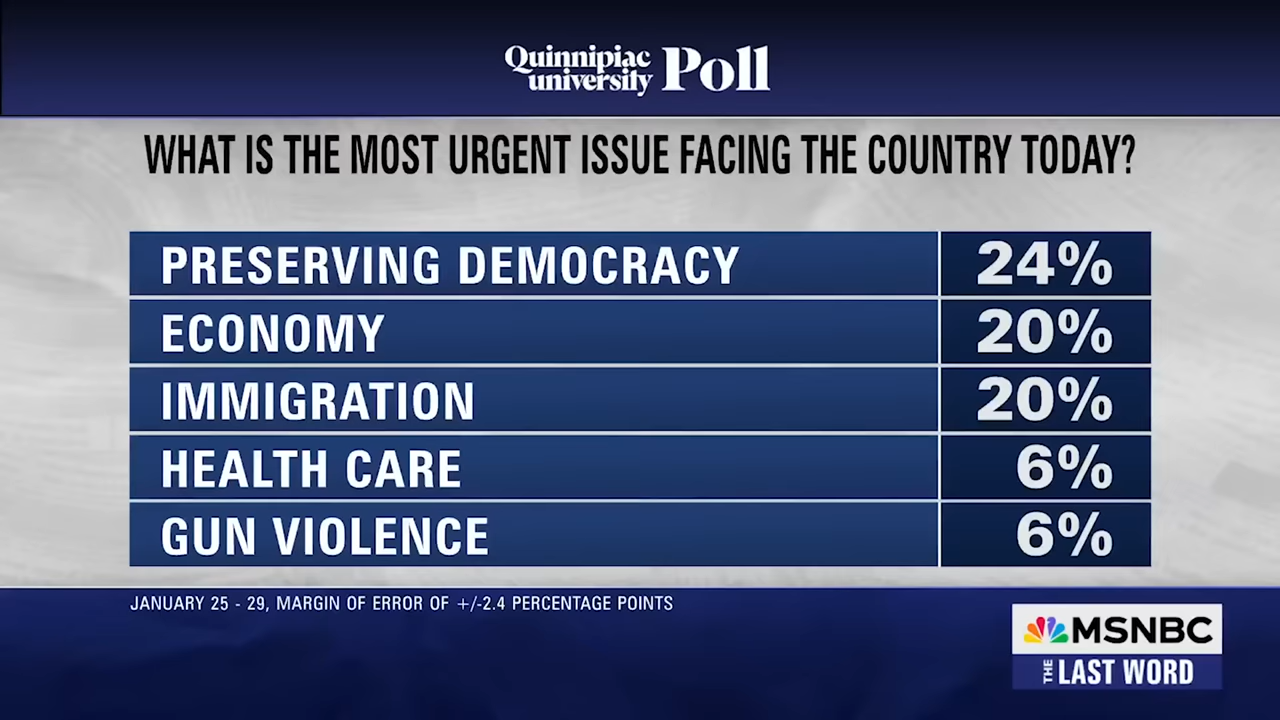 Quinnipiac university Poll
WHAT IS THE MOST URGENT ISSUE FACING THE COUNTRY TODAY?
PRESERVING DEMOCRACY 24%
ECONOMY 20%
IMMIGRATION 20%
HEALTH CARE 6%
GUN VIOLENCE 6%
JANUARY 25 - 29, MARGIN OF ERROR OF +/-2.4 PERCENTAGE POINTS
MSNBC
THE LAST WORD